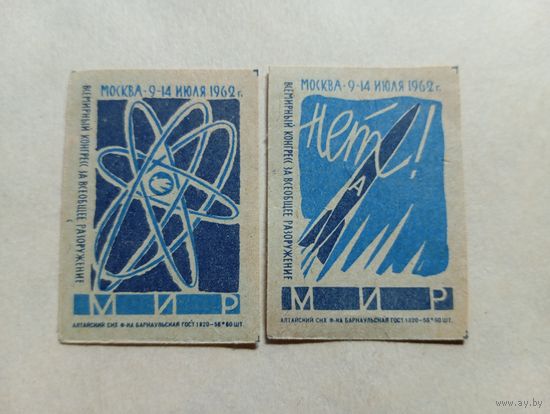 МОСКВА·9-14 ИЮЛЯ 1962 г.
ВСЕМИРНЫЙ КОНГРЕСС ЗА ВСЕОБЩЕЕ РАЗОРУЖЕНИЕ
МИР
АЛТАЙСКИЙ СНХ Ф-КА БАРНАУЛЬСКАЯ ГОСТ 1820-56*60 ШТ.
МОСКВА·9-14 ИЮЛЯ 1962 г.
ВСЕМИРНЫЙ КОНГРЕСС ЗА ВСЕОБЩЕЕ РАЗОРУЖЕНИЕ
Нет!
А
МИР
АЛТАЙСКИЙ СНХ Ф-КА БАРНАУЛЬСКАЯ ГОСТ 1820-56*60 ШТ.
www.ay.by